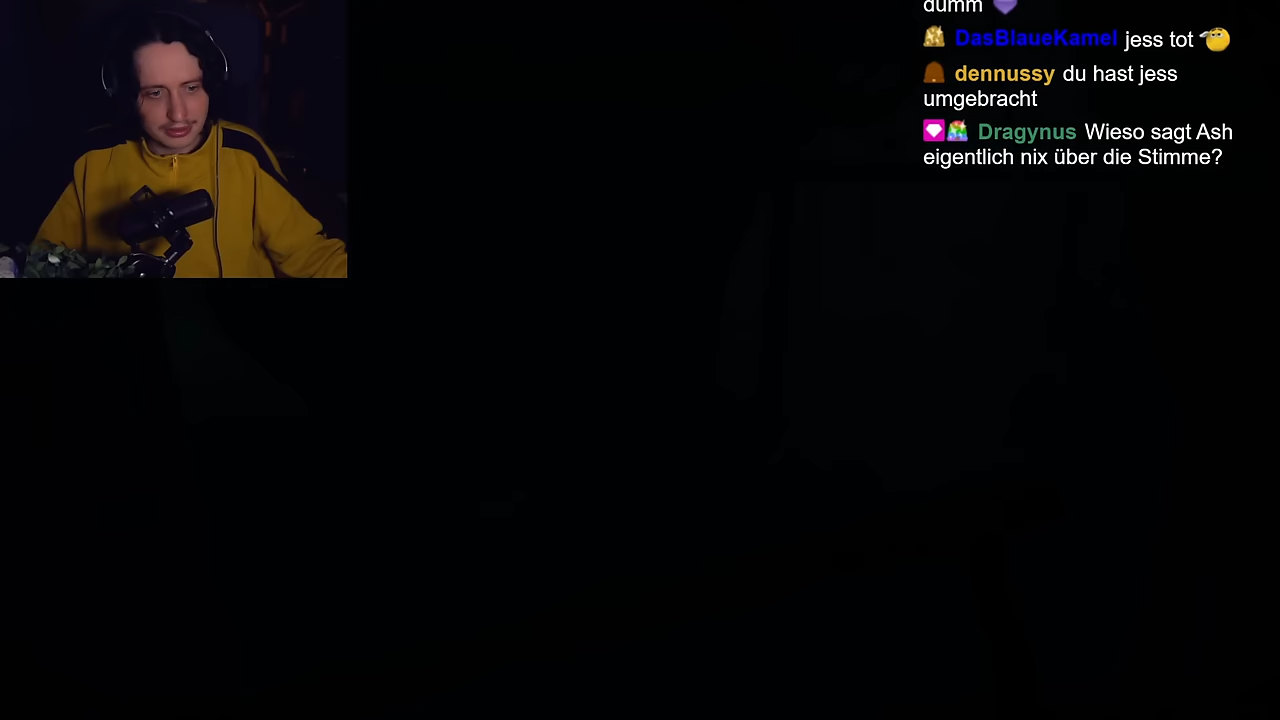 dumm
DasBlaueKamel jess tot
dennussy du hast jess
umgebracht
Dragynus Wieso sagt Ash
eigentlich nix über die Stimme?